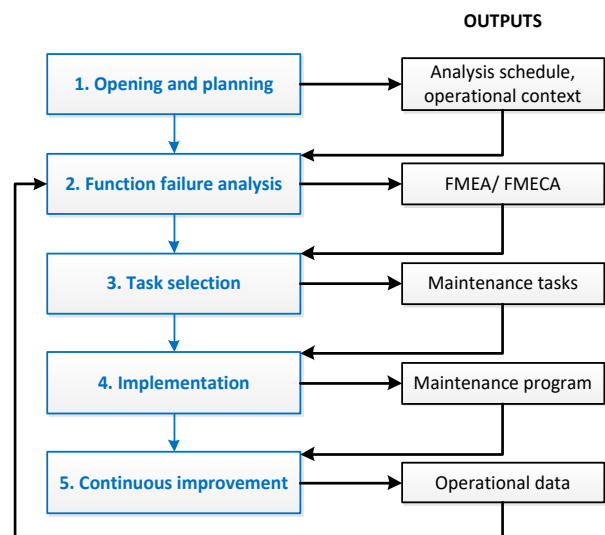 OUTPUTS
1. Opening and planning
Analysis schedule,
operational context
2. Function failure analysis
FMEA/ FMECA
3. Task selection
Maintenance tasks
4. Implementation
Maintenance program
5. Continuous improvement
Operational data